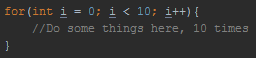 for(int i = 0; i < 10; i++){
    //Do some things here, 10 times
}